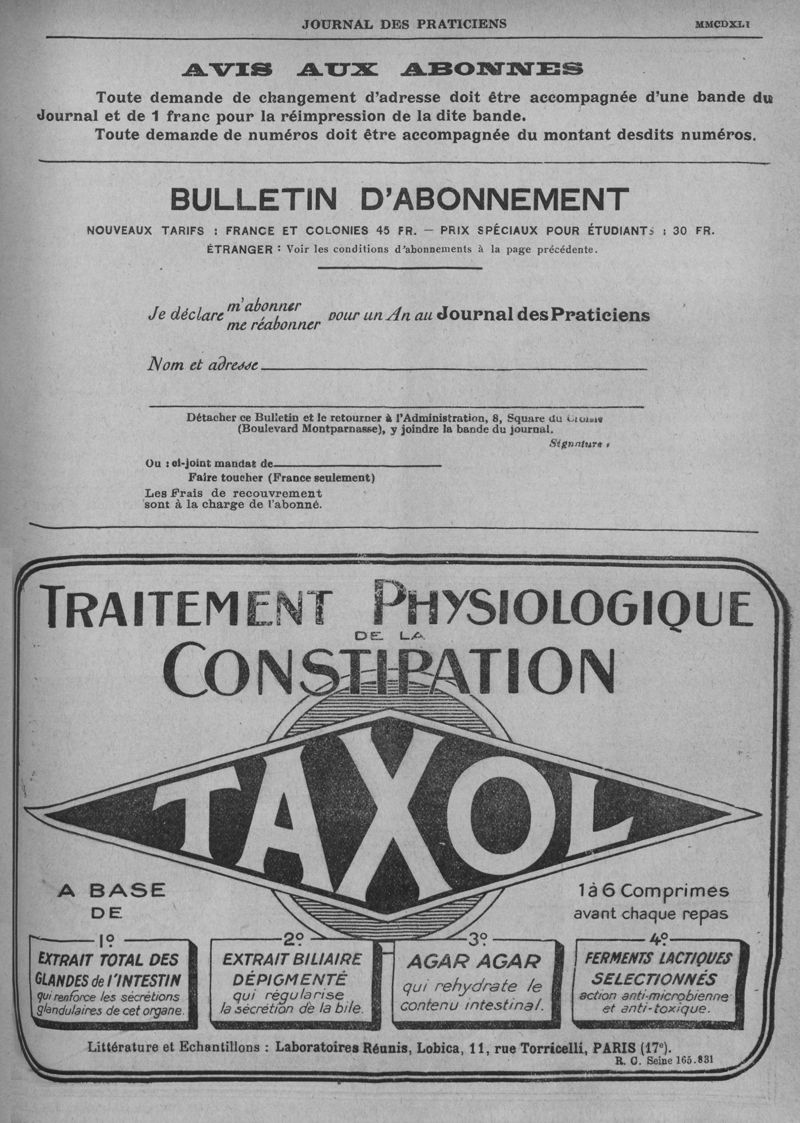 JOURNAL DES PRATICIENS
MMCDXLI
AVIS AUX ABONNES
Toute demande de changement d'adresse doit être accompagnée d'une bande du
Journal et de 1 franc pour la réimpression de la dite bande.
Toute demande de numéros doit être accompagnée du montant desdits numéros.
BULLETIN D'ABONNEMENT
NOUVEAUX TARIFS : FRANCE ET COLONIES 45 FR. — PRIX SPÉCIAUX POUR ÉTUDIANTS : 30 FR.
ÉTRANGER : Voir les conditions d'abonnements à la page précédente.
Je déclare m'abonner
me réabonner pour un An au Journal des Praticiens
Nom et adresse
Détacher ce Bulletin et le retourner à l'Administration, 8, Square du
(Boulevard Montparnasse), y joindre la bande du journal.
Signature :
Ou : ci-joint mandat de
Faire toucher (France seulement)
Les Frais de recouvrement
sont à la charge de l'abonné.
TRAITEMENT PHYSIOLOGIQUE
DE LA
CONSTIPATION
TAXOL
A BASE
DE
1 à 6 Comprimes
avant chaque repas
1º
EXTRAIT TOTAL DES
GLANDES de l'INTESTIN
qui renforce les sécrétions
glandulaires de cet organe.
2º
EXTRAIT BILIAIRE
DÉPIGMENTÉ
qui régularise
la sécrétion de la bile.
3º
AGAR AGAR
qui rehydrate le
contenu intestinal.
4º
FERMENTS LACTIQUES
SELECTIONNÉS
action anti-microbienne
et anti-toxique.
Littérature et Echantillons : Laboratoires Réunis, Lobica, 11, rue Torricelli, PARIS (17º).
R. C. Seine 165.831